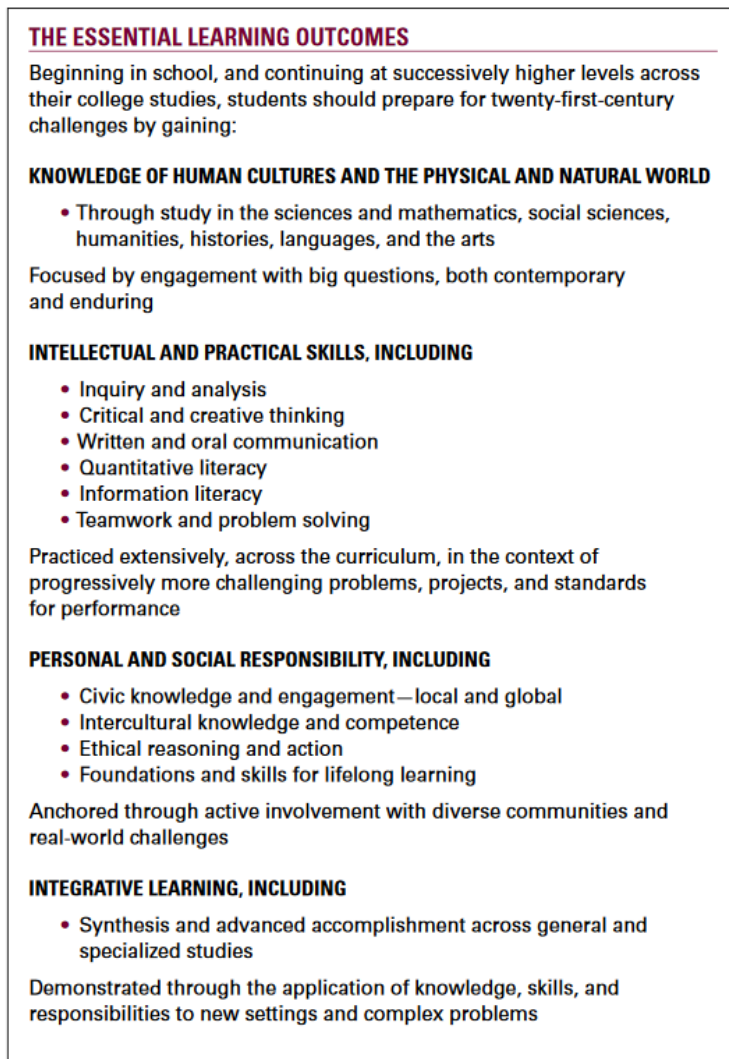 THE ESSENTIAL LEARNING OUTCOMES
Beginning in school, and continuing at successively higher levels across
their college studies, students should prepare for twenty-first-century
challenges by gaining:
KNOWLEDGE OF HUMAN CULTURES AND THE PHYSICAL AND NATURAL WORLD
• Through study in the sciences and mathematics, social sciences,
humanities, histories, languages, and the arts
Focused by engagement with big questions, both contemporary
and enduring
INTELLECTUAL AND PRACTICAL SKILLS, INCLUDING
• Inquiry and analysis
• Critical and creative thinking
• Written and oral communication
• Quantitative literacy
• Information literacy
• Teamwork and problem solving
Practiced extensively, across the curriculum, in the context of
progressively more challenging problems, projects, and standards
for performance
PERSONAL AND SOCIAL RESPONSIBILITY, INCLUDING
• Civic knowledge and engagement—local and global
• Intercultural knowledge and competence
• Ethical reasoning and action
• Foundations and skills for lifelong learning
Anchored through active involvement with diverse communities and
real-world challenges
INTEGRATIVE LEARNING, INCLUDING
• Synthesis and advanced accomplishment across general and
specialized studies
Demonstrated through the application of knowledge, skills, and
responsibilities to new settings and complex problems